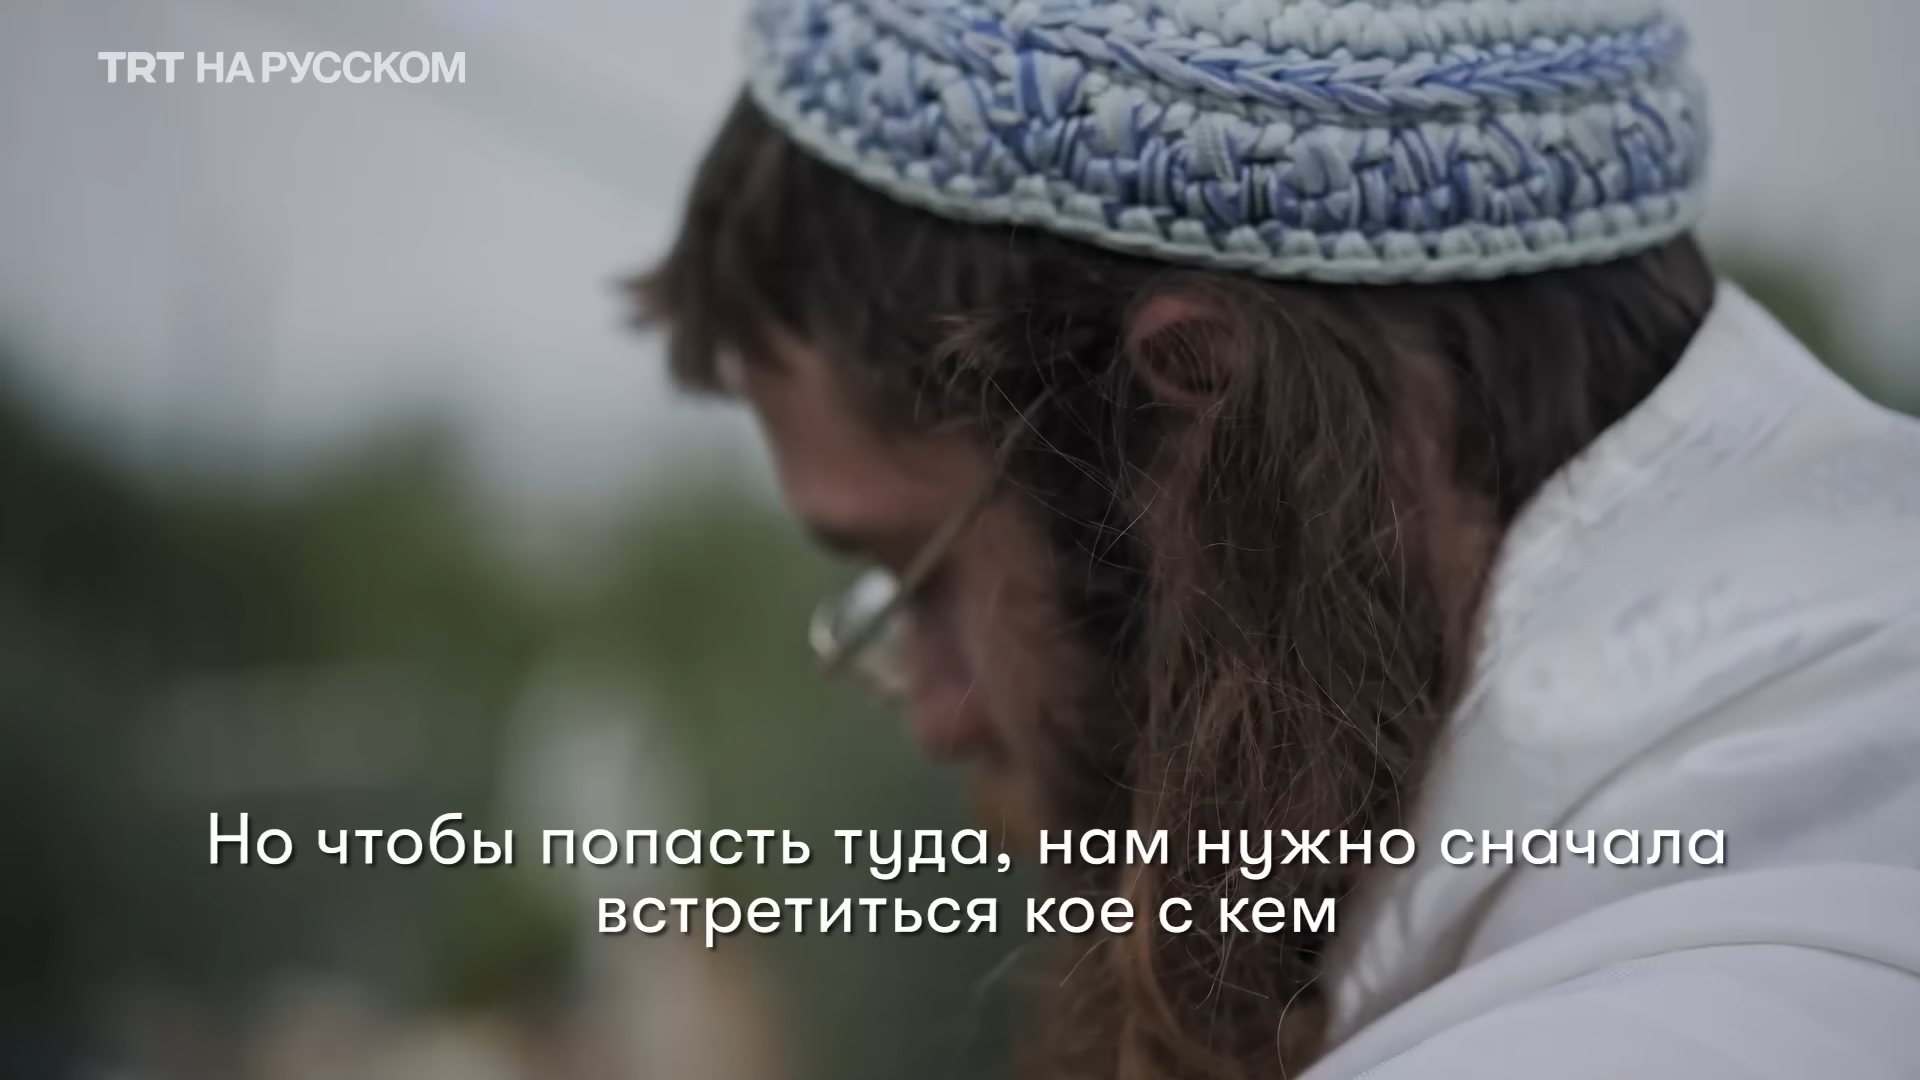 TRT НА РУССКОМ
Но чтобы попасть туда, нам нужно сначала
встретиться кое с кем